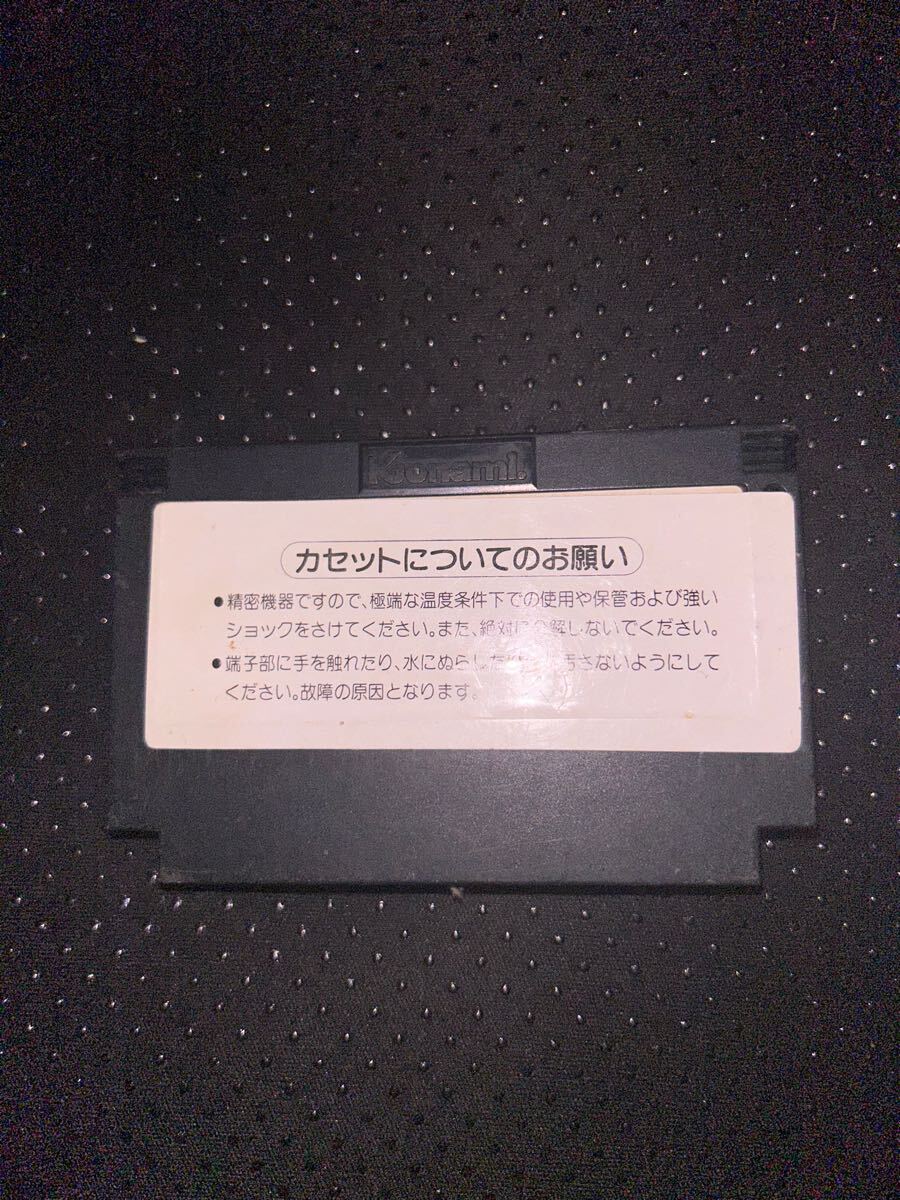 Konami
カセットについてのお願い
●精密機器ですので、極端な温度条件下での使用や保管および強い
ショックをさけてください。また、絶対に分解しないでください。
●端子部に手を触れたり、水にぬらした汚さないようにして
ください。故障の原因となります。